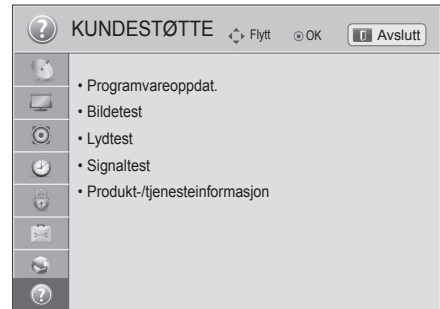 KUNDESTØTTE Flytt OK Avslutt
• Programvareoppdat.
• Bildetest
• Lydtest
• Signaltest
• Produkt-/tjenesteinformasjon